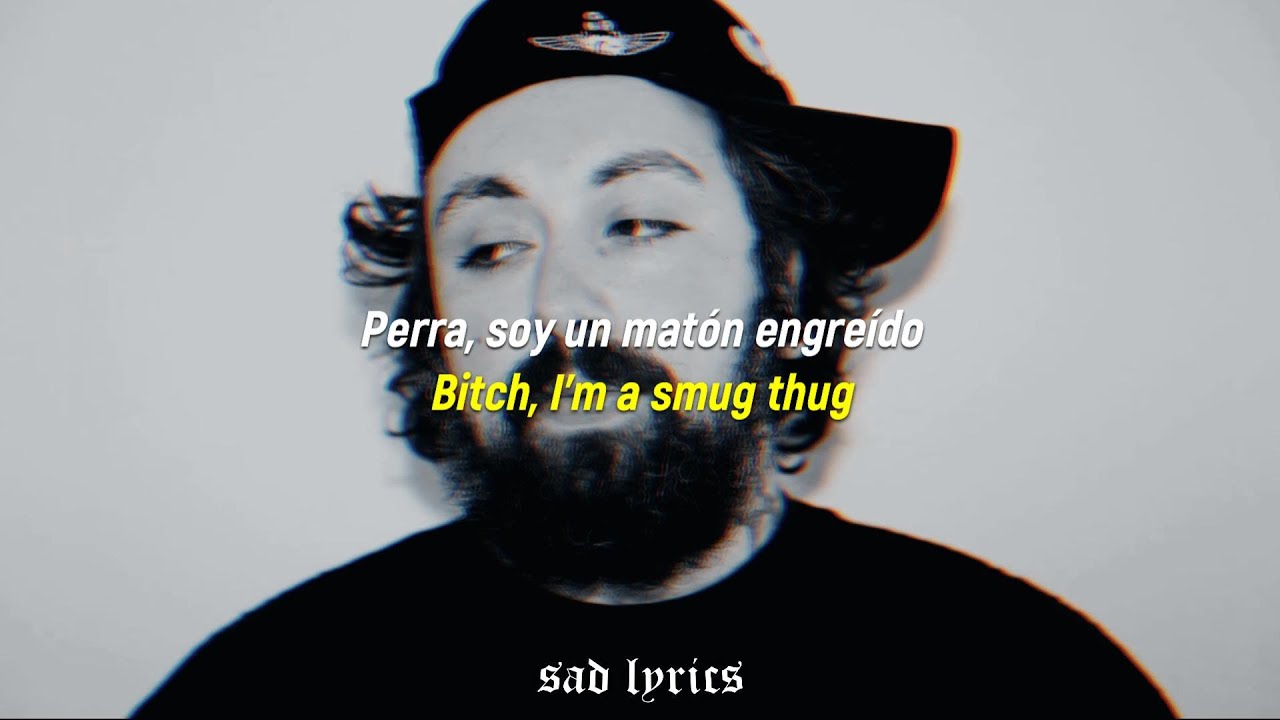 Perra, soy un matón engreído
Bitch, I'm a smug thug
sad lyrics